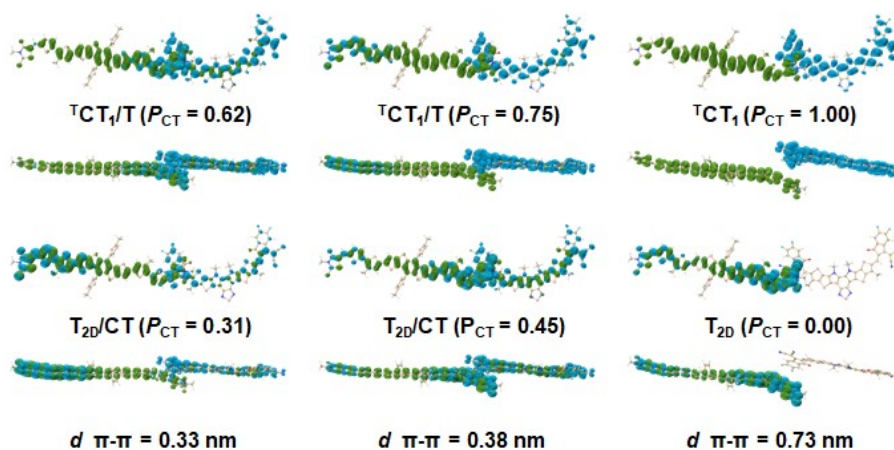 ᵀCT₁/T (P_CT = 0.62) ᵀCT₁/T (P_CT = 0.75) ᵀCT₁ (P_CT = 1.00)
T₂D/CT (P_CT = 0.31) T₂D/CT (P_CT = 0.45) T₂D (P_CT = 0.00)
d π-π = 0.33 nm d π-π = 0.38 nm d π-π = 0.73 nm